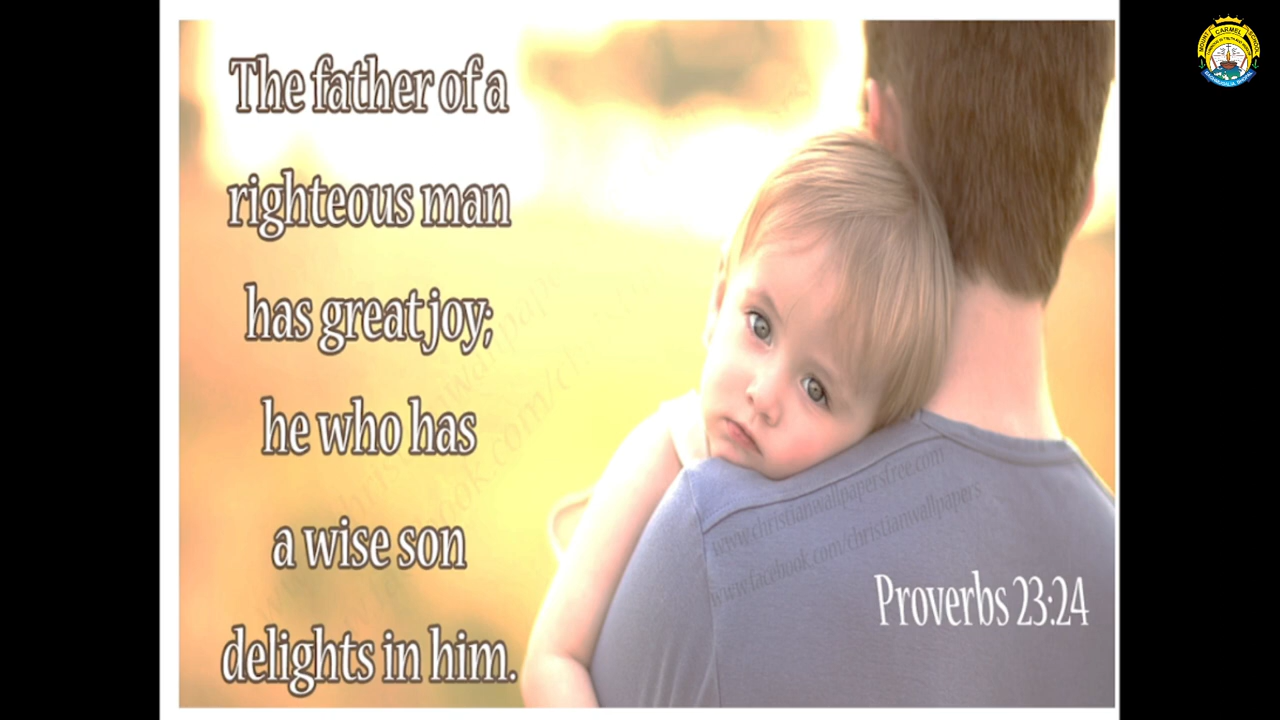 The father of a
righteous man
has great joy;
he who has
a wise son
delights in him.
Proverbs 23:24
www.christianwallpapersfree.com
www.facebook.com/christianwallpapers
CARMEL